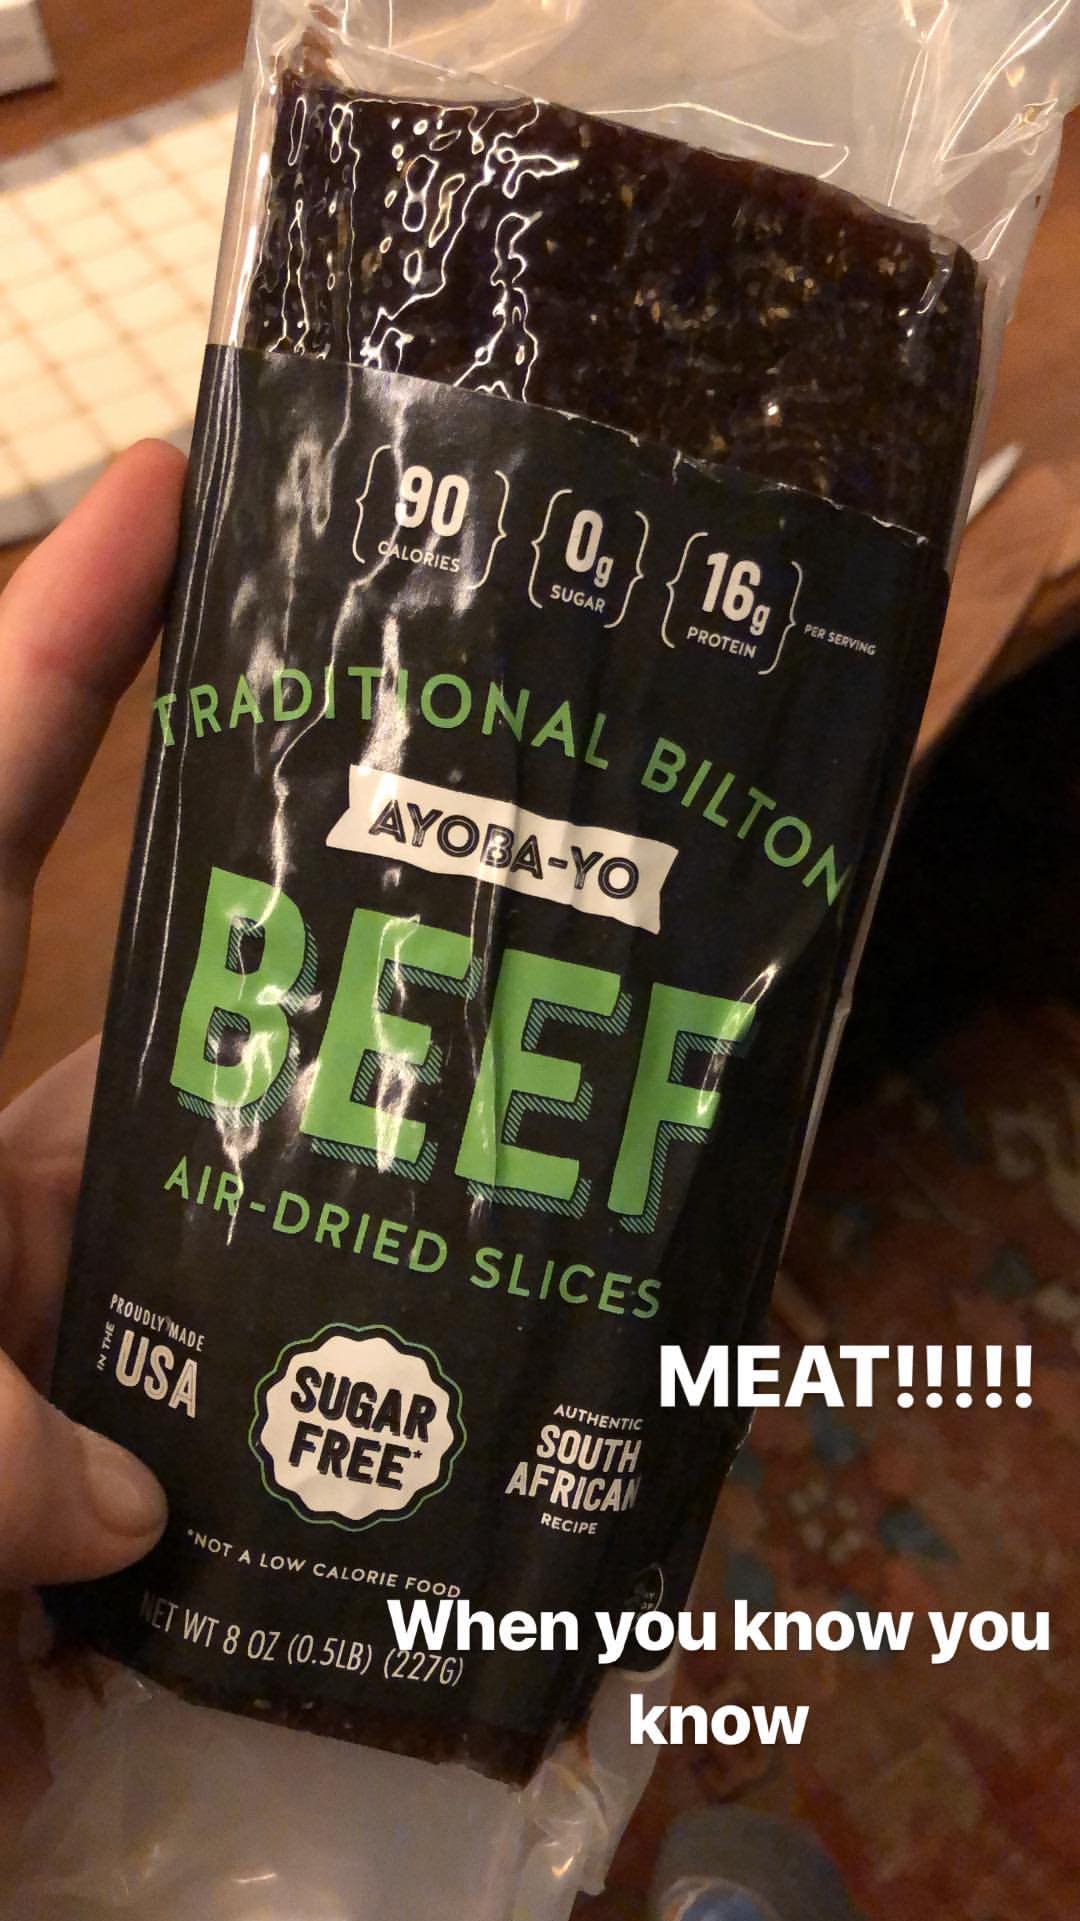 90
CALORIES
0g
SUGAR
16g
PROTEIN
PER SERVING
TRADITIONAL BILTON
AYOBA-YO
BEEF
AIR-DRIED SLICES
PROUDLY MADE
IN THE
USA
SUGAR
FREE*
AUTHENTIC
SOUTH
AFRICAN
RECIPE
*NOT A LOW CALORIE FOOD
NET WT 8 OZ (0.5LB) (227G)
MEAT!!!!!
When you know you
know